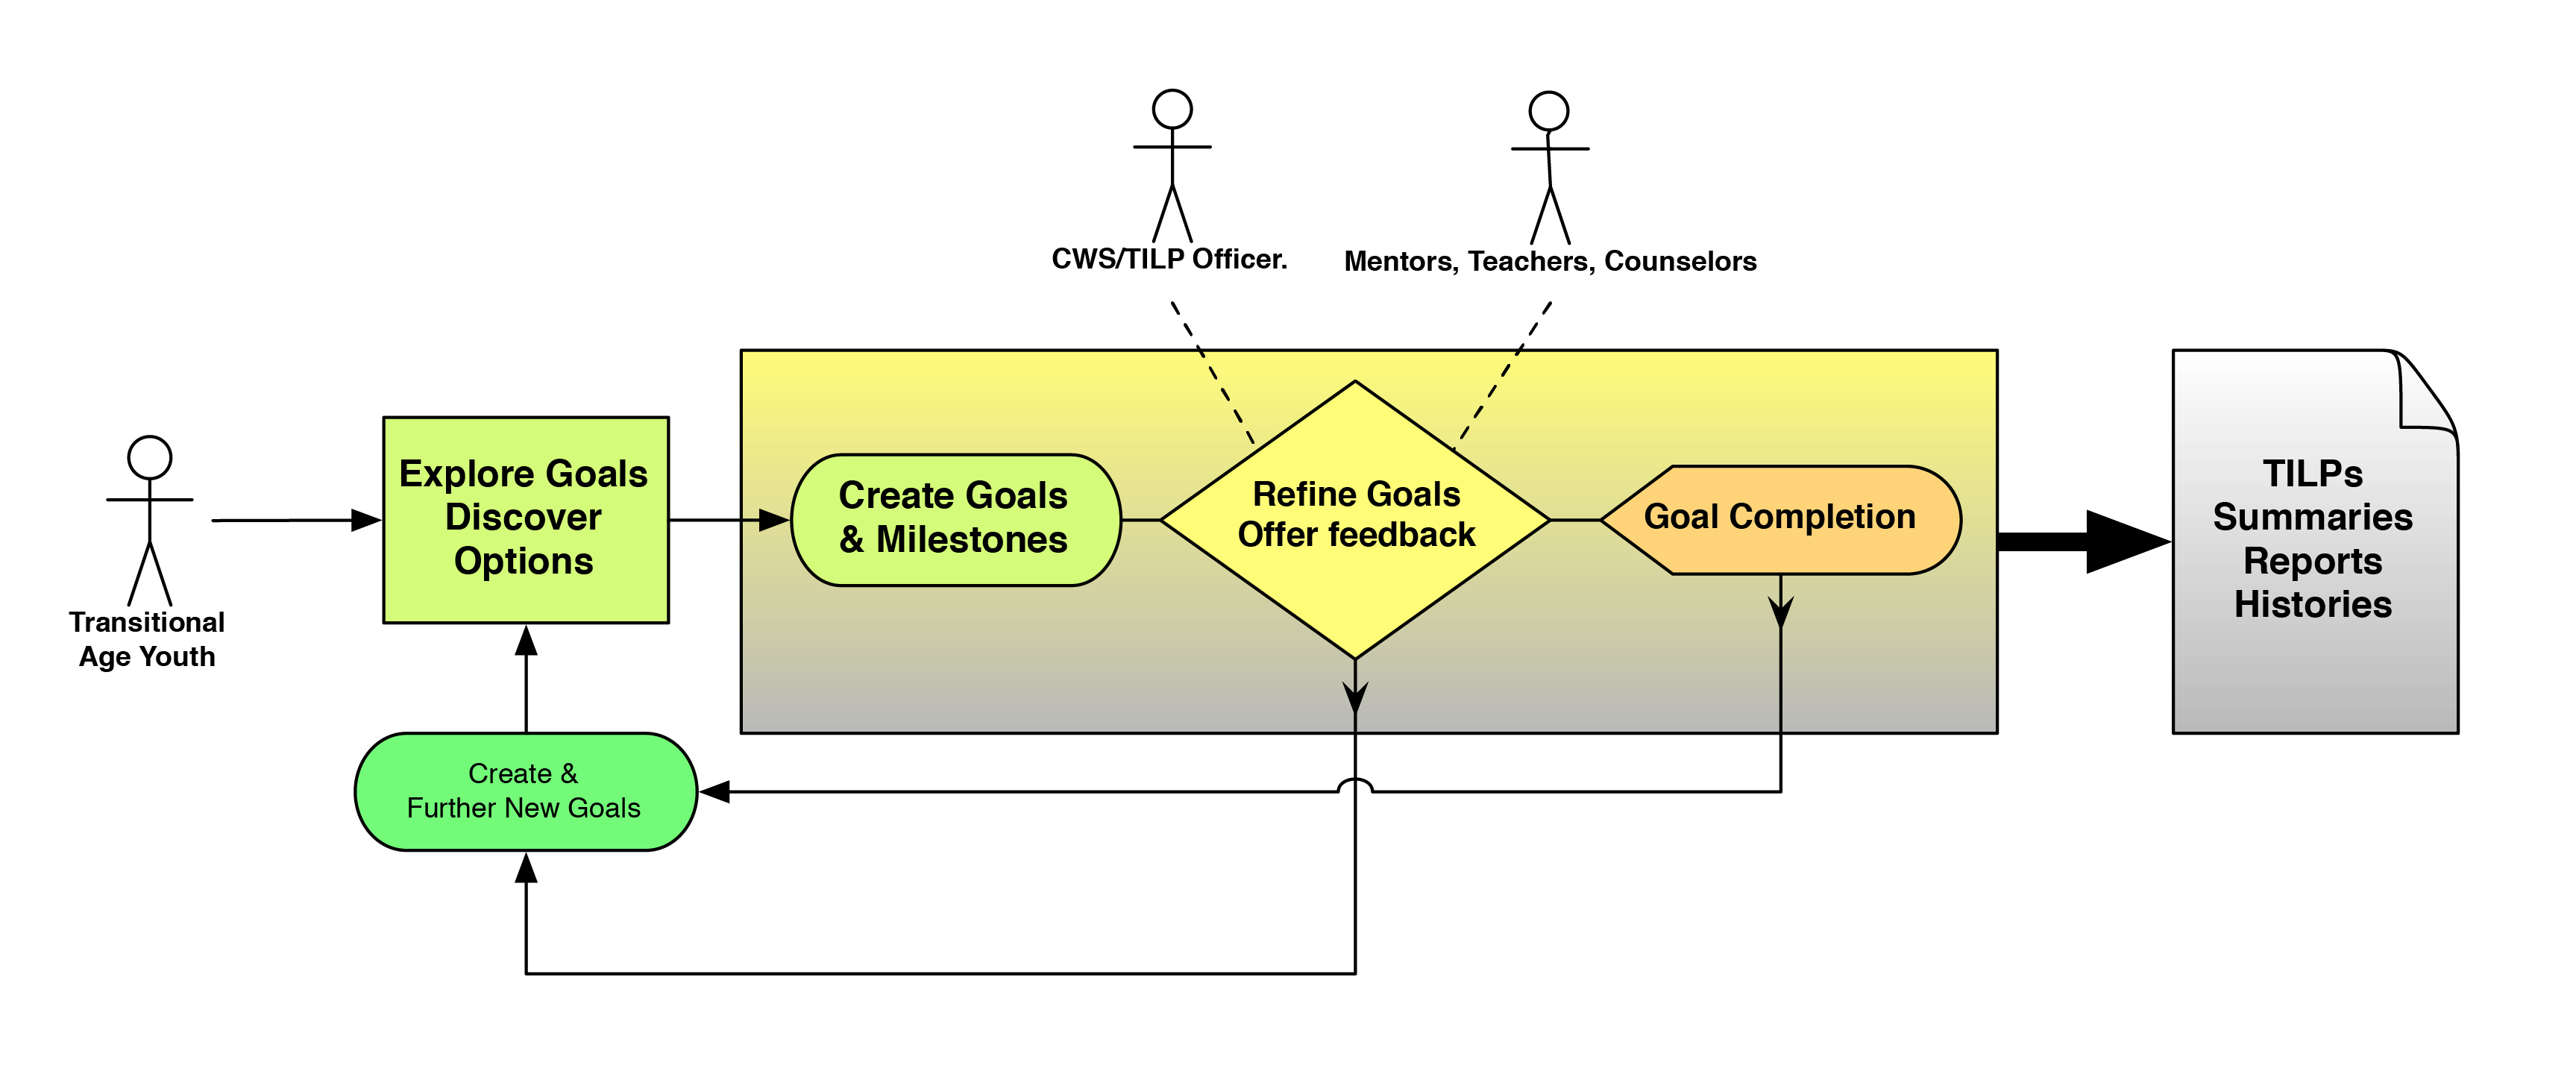 CWS/TILP Officer.
Mentors, Teachers, Counselors
Transitional
Age Youth
Explore Goals
Discover
Options
Create Goals
& Milestones
Refine Goals
Offer feedback
Goal Completion
TILPs
Summaries
Reports
Histories
Create &
Further New Goals